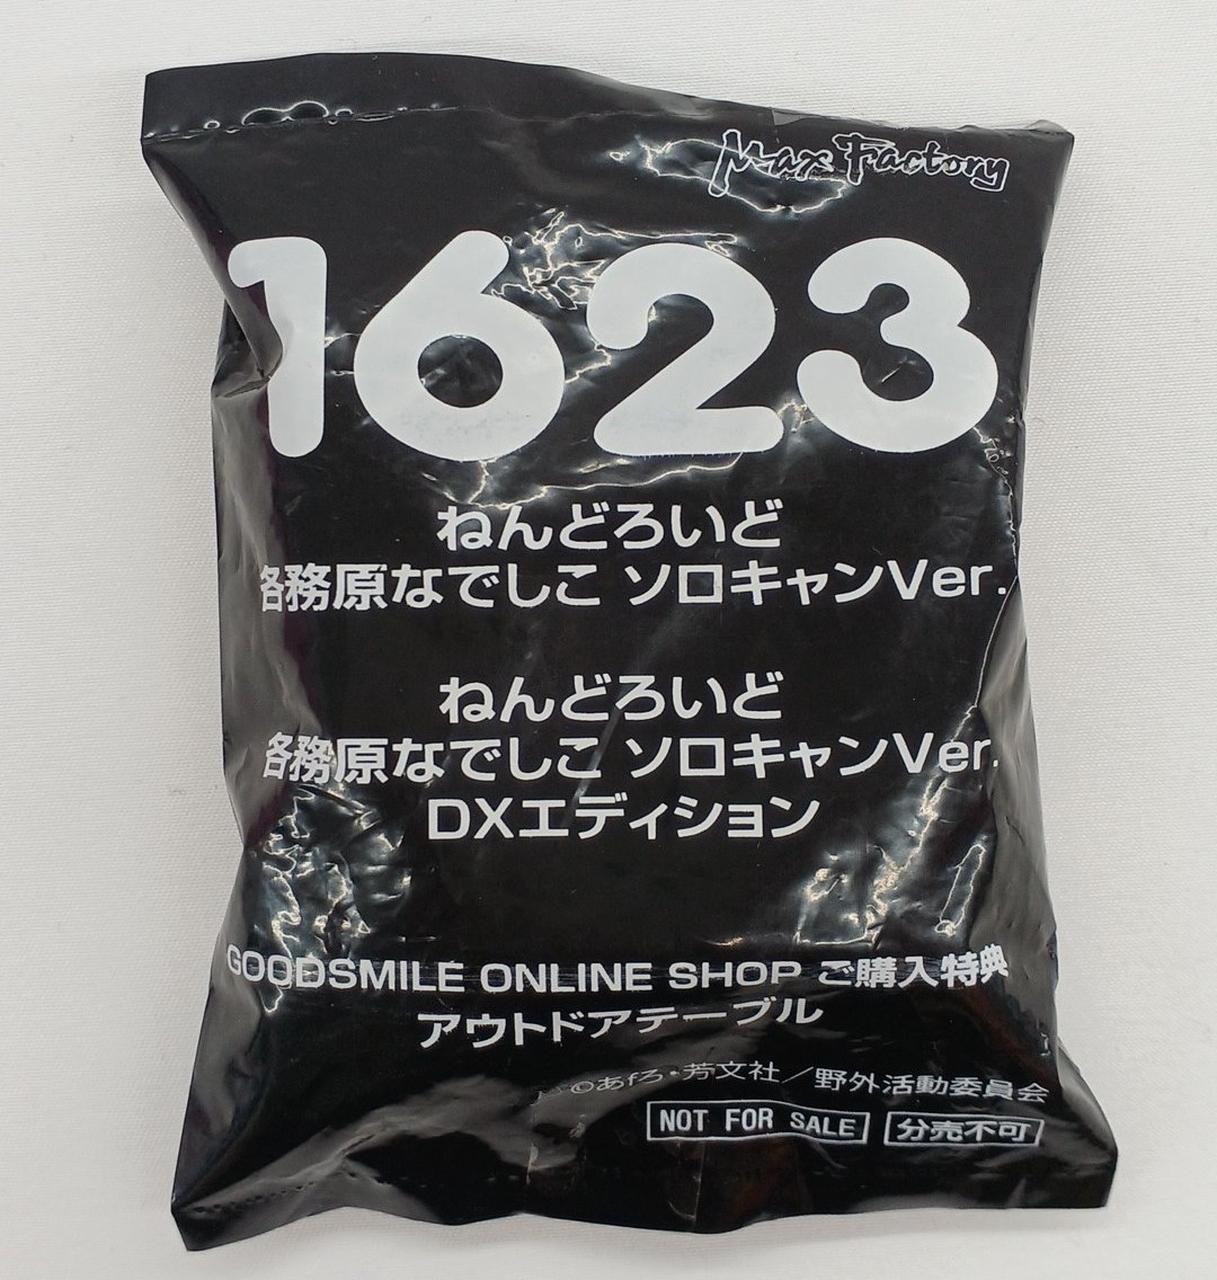 Max Factory
1623
ねんどろいど
各務原なでしこ ソロキャンVer.
ねんどろいど
各務原なでしこ ソロキャンVer.
DXエディション
GOODSMILE ONLINE SHOP ご購入特典
アウトドアテーブル
©あfろ・芳文社／野外活動委員会
NOT FOR SALE 分売不可